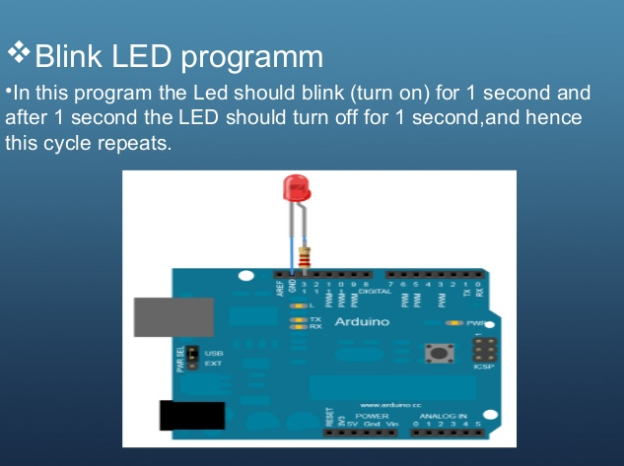 ❖Blink LED programm
•In this program the Led should blink (turn on) for 1 second and
after 1 second the LED should turn off for 1 second,and hence
this cycle repeats.
AREF GND 13 12 11 10 9 8 7 6 5 4 3 2 1 0
PWM PWM PWM PWM PWM PWM TX RX
DIGITAL
L
TX
RX
Arduino
PWR
1
PWR SEL
USB
EXT
ICSP
www.arduino.cc
RESET 3V3 5V Gnd Vin
POWER
ANALOG IN
0 1 2 3 4 5